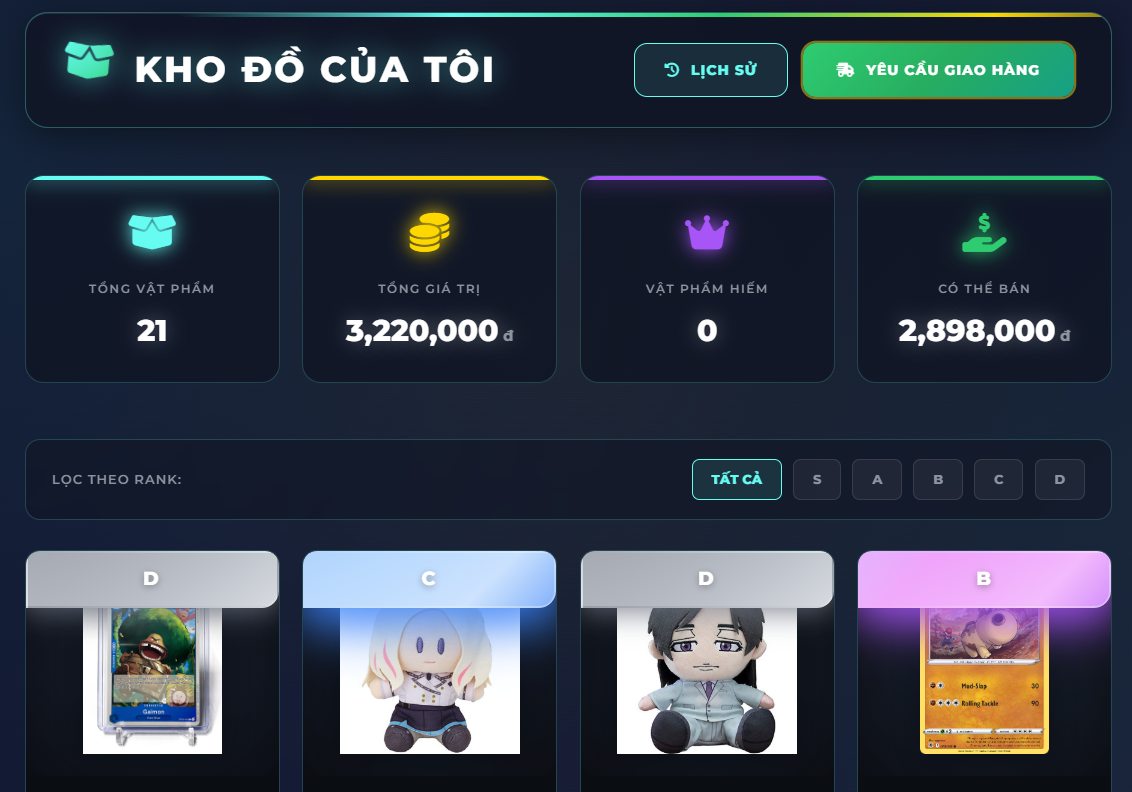 KHO ĐỒ CỦA TÔI
LỊCH SỬ
YÊU CẦU GIAO HÀNG
TỔNG VẬT PHẨM
21
TỔNG GIÁ TRỊ
3,220,000 đ
VẬT PHẨM HIẾM
0
CÓ THỂ BÁN
2,898,000 đ
LỌC THEO RANK:
TẤT CẢ
S
A
B
C
D
D
C
D
B
Gaimon
Mud-Slap 30
Rolling Tackle 90